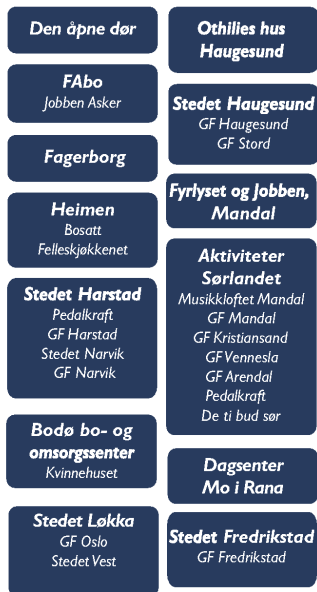 Den åpne dør
FAbo
Jobben Asker
Fagerborg
Heimen
Bosatt
Felleskjøkkenet
Stedet Harstad
Pedalkraft
GF Harstad
Stedet Narvik
GF Narvik
Bodø bo- og
omsorgssenter
Kvinnehuset
Stedet Løkka
GF Oslo
Stedet Vest
Othilies hus
Haugesund
Stedet Haugesund
GF Haugesund
GF Stord
Fyrlyset og Jobben,
Mandal
Aktiviteter
Sørlandet
Musikkloftet Mandal
GF Mandal
GF Kristiansand
GF Vennesla
GF Arendal
Pedalkraft
De ti bud sør
Dagsenter
Mo i Rana
Stedet Fredrikstad
GF Fredrikstad